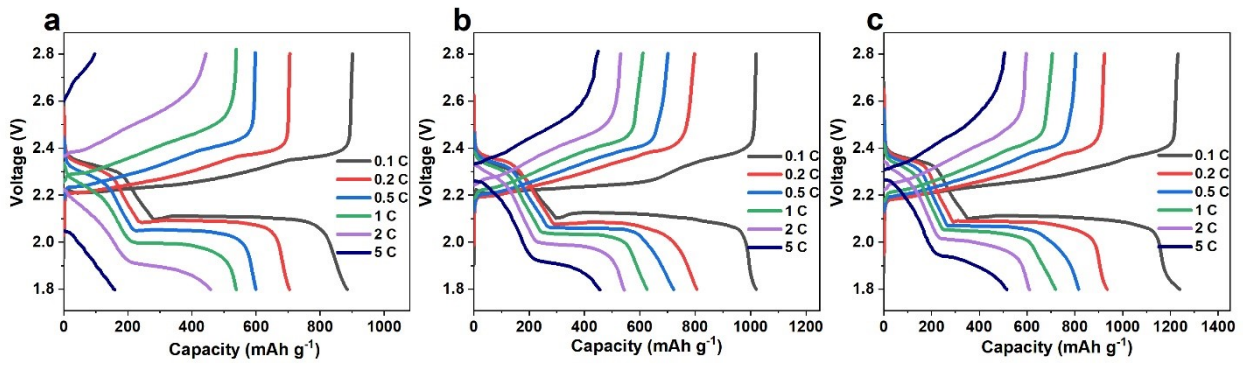 a
Voltage (V)
2.8
2.6
2.4
2.2
2.0
1.8
0.1 C
0.2 C
0.5 C
1 C
2 C
5 C
0 200 400 600 800 1000
Capacity (mAh g⁻¹)
b
Voltage (V)
2.8
2.6
2.4
2.2
2.0
1.8
0.1 C
0.2 C
0.5 C
1 C
2 C
5 C
0 200 400 600 800 1000 1200
Capacity (mAh g⁻¹)
c
Voltage (V)
2.8
2.6
2.4
2.2
2.0
1.8
0.1 C
0.2 C
0.5 C
1 C
2 C
5 C
0 200 400 600 800 1000 1200 1400
Capacity (mAh g⁻¹)